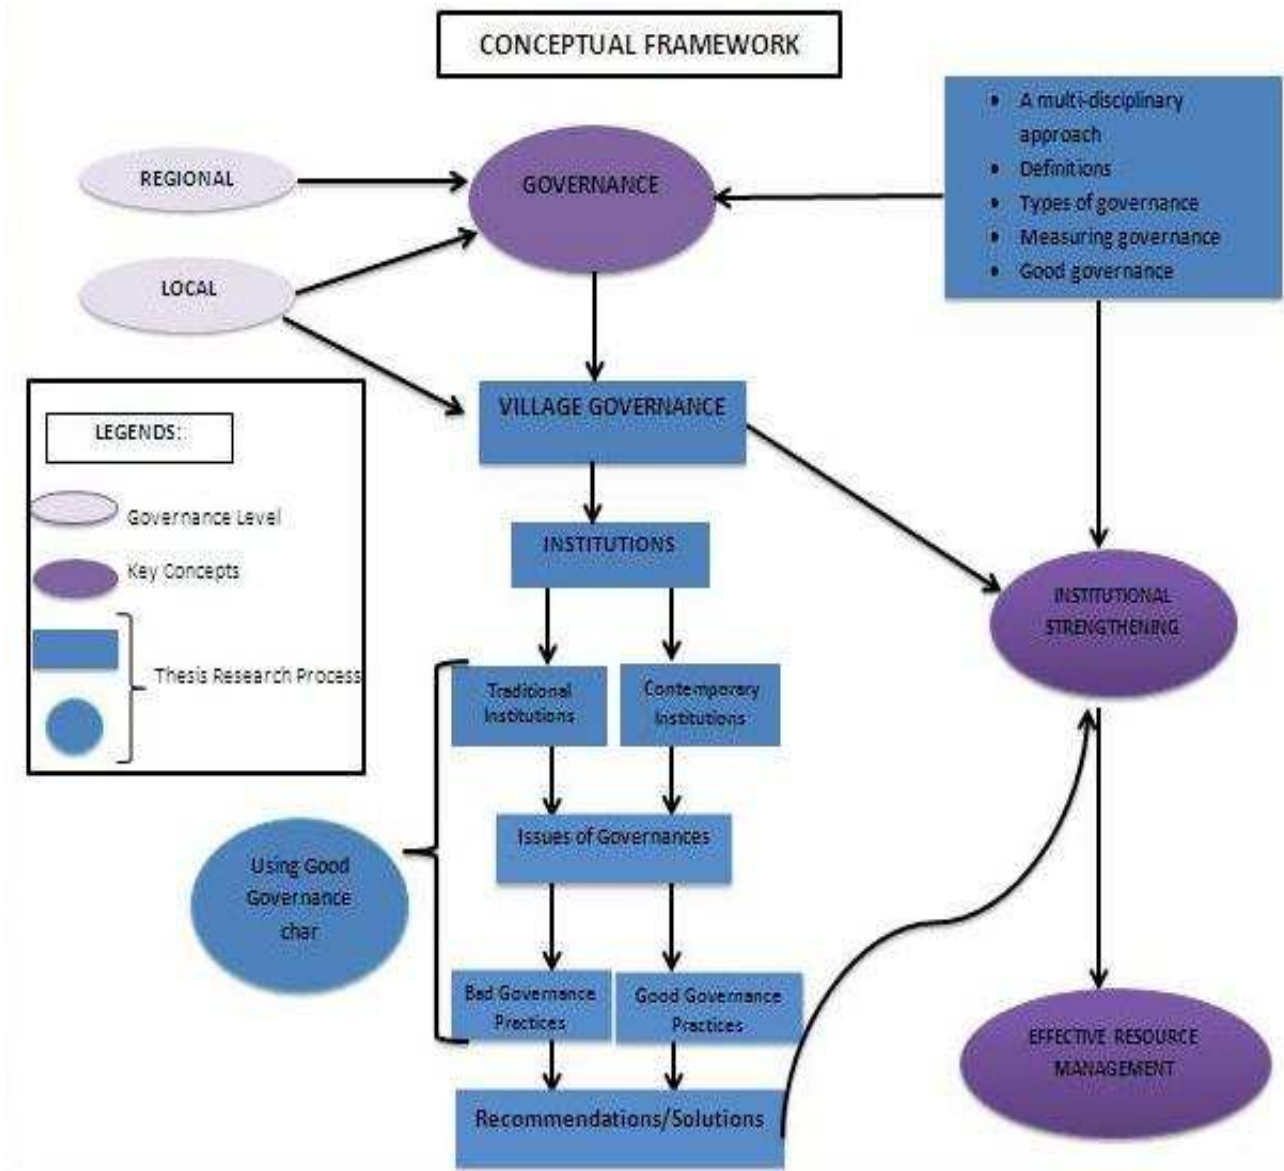 CONCEPTUAL FRAMEWORK
• A multi-disciplinary
approach
• Definitions
• Types of governance
• Measuring governance
• Good governance
REGIONAL
GOVERNANCE
LOCAL
VILLAGE GOVERNANCE
LEGENDS:
Governance Level
Key Concepts
Thesis Research Process
INSTITUTIONS
INSTITUTIONAL
STRENGTHENING
Traditional
Institutions
Contemporary
Institutions
Issues of Governances
Using Good
Governance
char
Bad Governance
Practices
Good Governance
Practices
EFFECTIVE RESOURCE
MANAGEMENT
Recommendations/Solutions